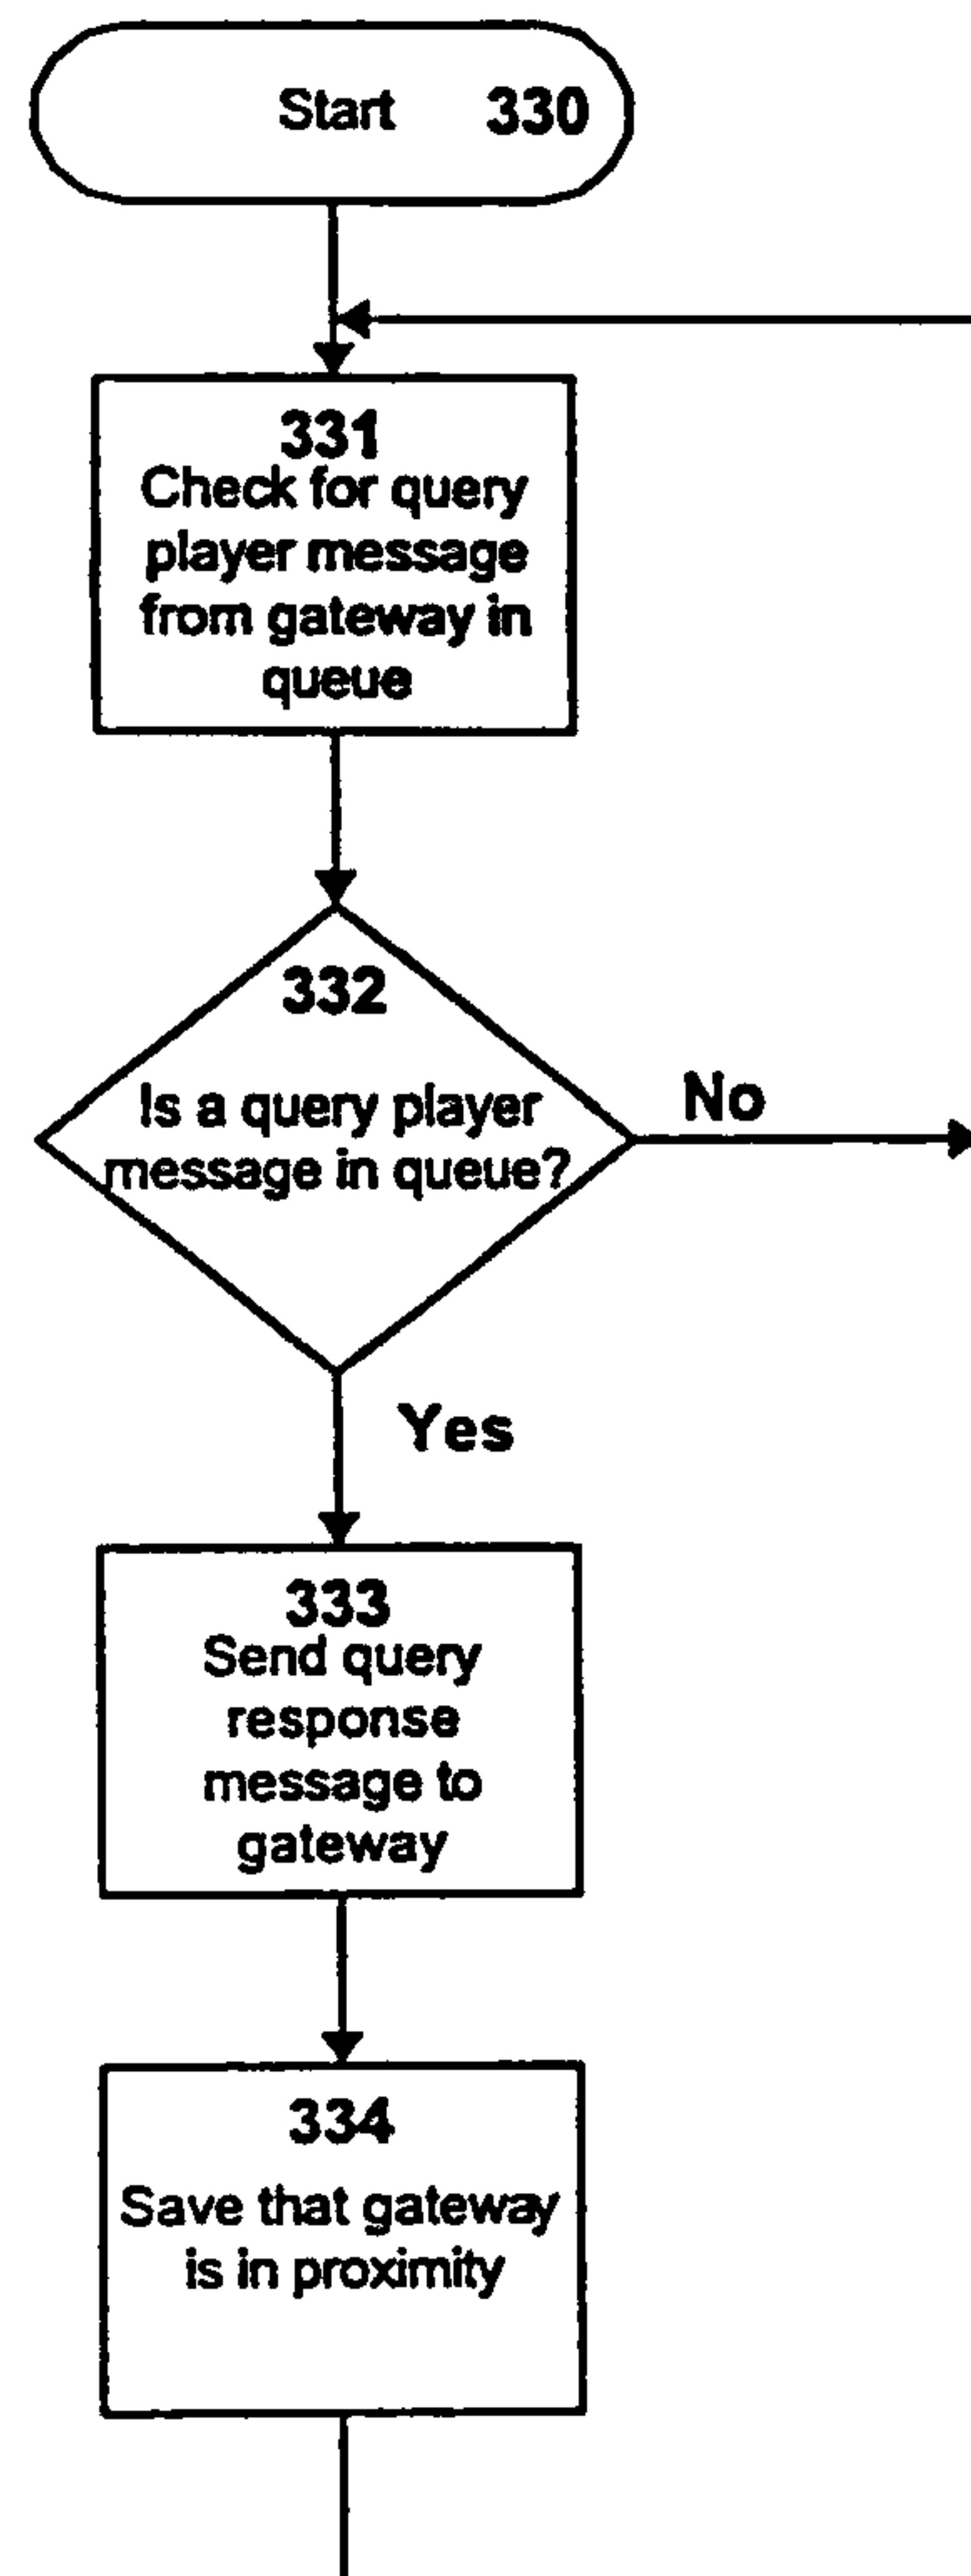 Start 330
331
Check for query
player message
from gateway in
queue
332
Is a query player
message in queue?
No
Yes
333
Send query
response
message to
gateway
334
Save that gateway
is in proximity